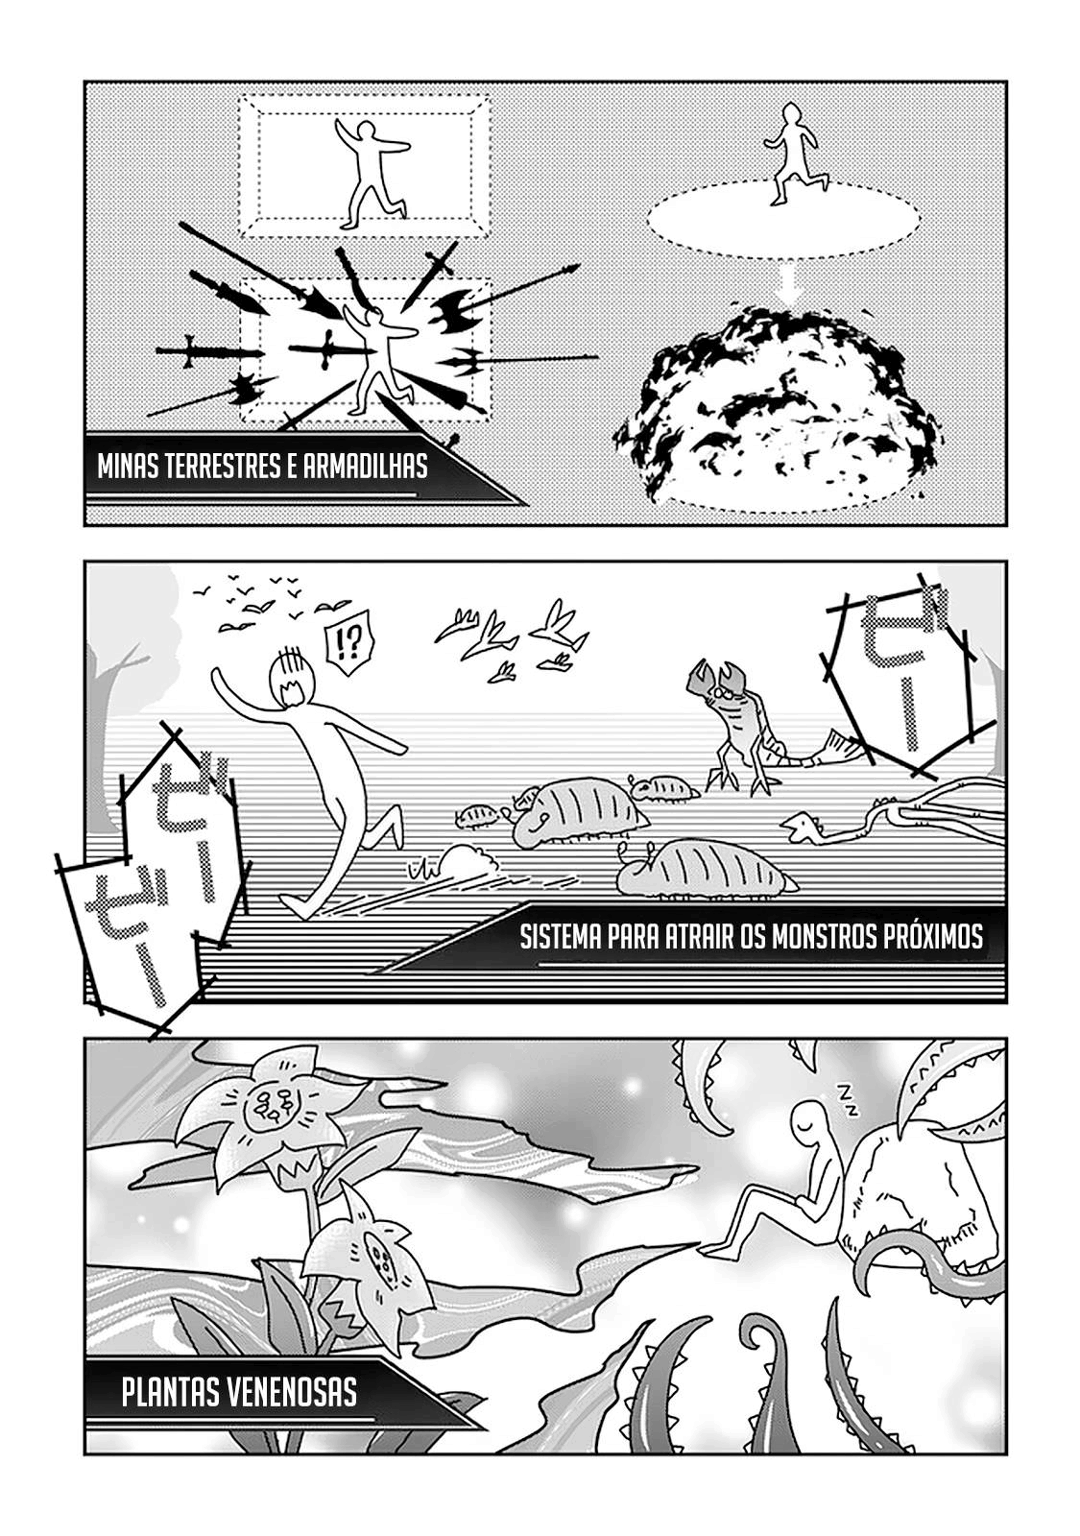 MINAS TERRESTRES E ARMADILHAS
!?
ビー
ビー
ビー
SISTEMA PARA ATRAIR OS MONSTROS PRÓXIMOS
Z
Z
PLANTAS VENENOSAS